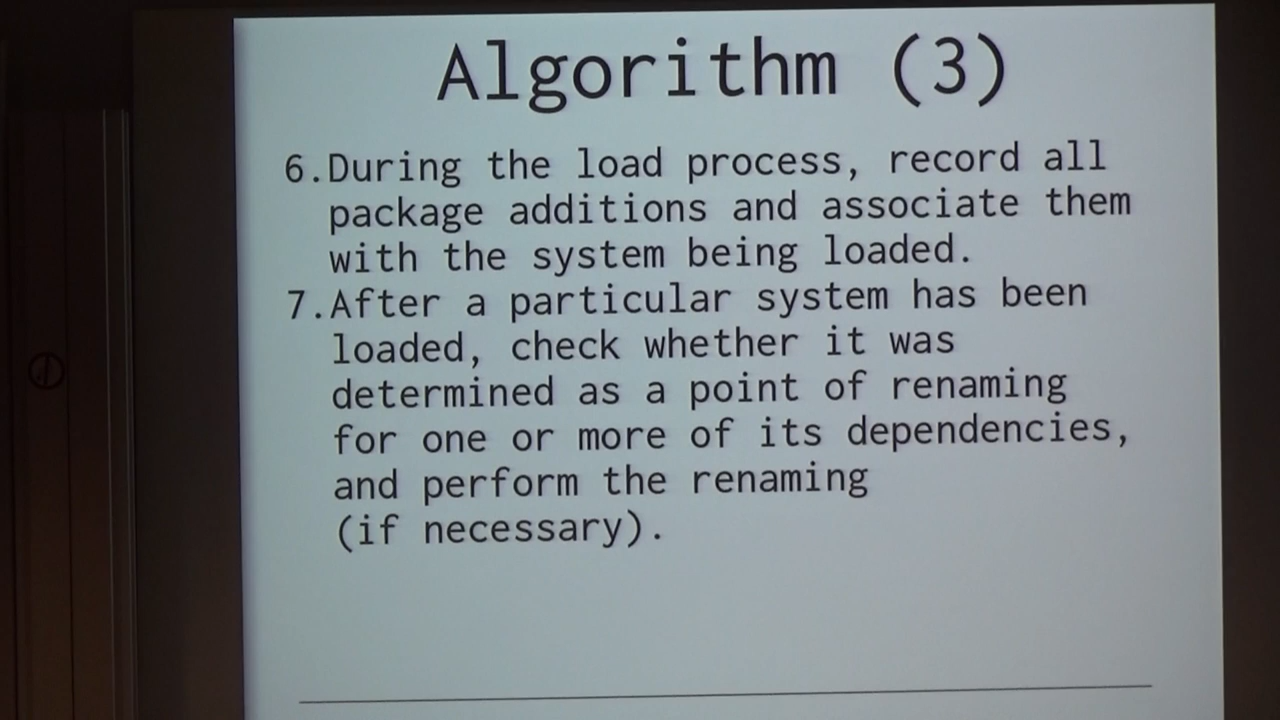 Algorithm (3)
6.During the load process, record all
package additions and associate them
with the system being loaded.
7.After a particular system has been
loaded, check whether it was
determined as a point of renaming
for one or more of its dependencies,
and perform the renaming
(if necessary).